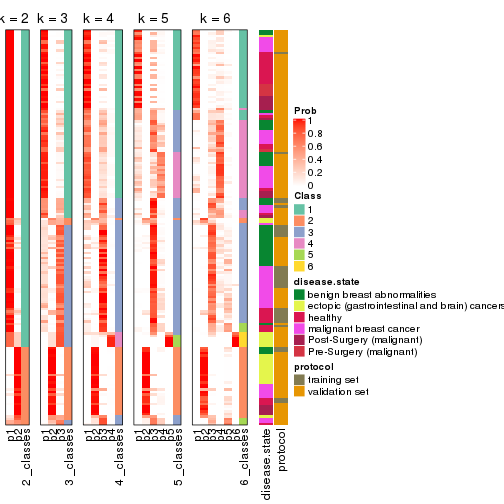 k = 2
k = 3
k = 4
k = 5
k = 6
Prob
1
0.8
0.6
0.4
0.2
0
Class
1
2
3
4
5
6
disease.state
benign breast abnormalities
ectopic (gastrointestinal and brain) cancers
healthy
malignant breast cancer
Post-Surgery (malignant)
Pre-Surgery (malignant)
protocol
training set
validation set
p1
p2
2_classes
p1
p2
p3
3_classes
p1
p2
p3
p4
4_classes
p1
p2
p3
p4
p5
5_classes
p1
p2
p3
p4
p5
p6
6_classes
disease.state
protocol